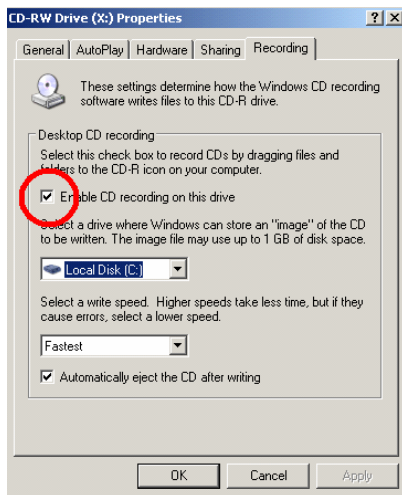 CD-RW Drive (X:) Properties
General AutoPlay Hardware Sharing Recording
These settings determine how the Windows CD recording
software writes files to this CD-R drive.
Desktop CD recording
Select this check box to record CDs by dragging files and
folders to the CD-R icon on your computer.
Enable CD recording on this drive
Select a drive where Windows can store an "image" of the CD
to be written. The image file may use up to 1 GB of disk space.
Local Disk (C:)
Select a write speed. Higher speeds take less time, but if they
cause errors, select a lower speed.
Fastest
Automatically eject the CD after writing
OK Cancel Apply